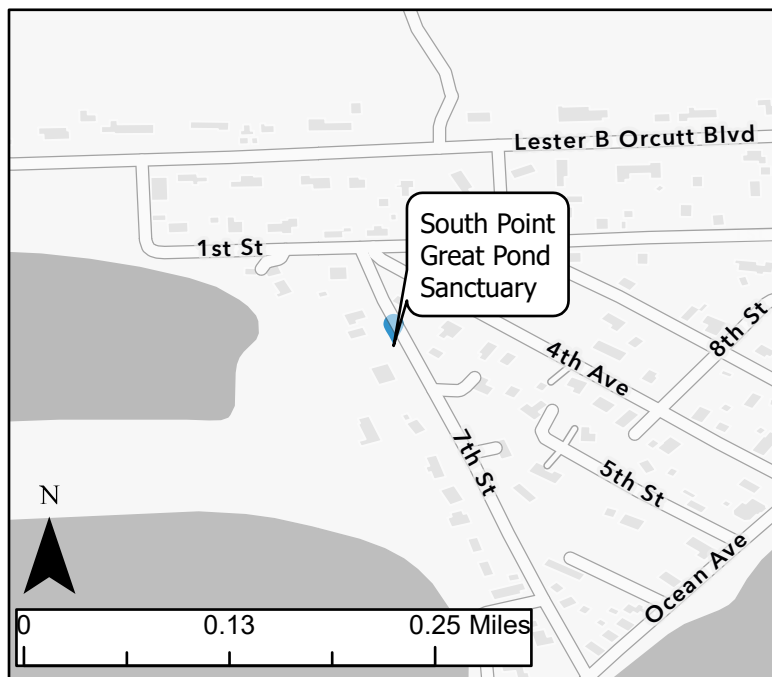 Lester B Orcutt Blvd
South Point
Great Pond
Sanctuary
1st St
8th St
4th Ave
7th St
5th St
N
Ocean Ave
0 0.13 0.25 Miles